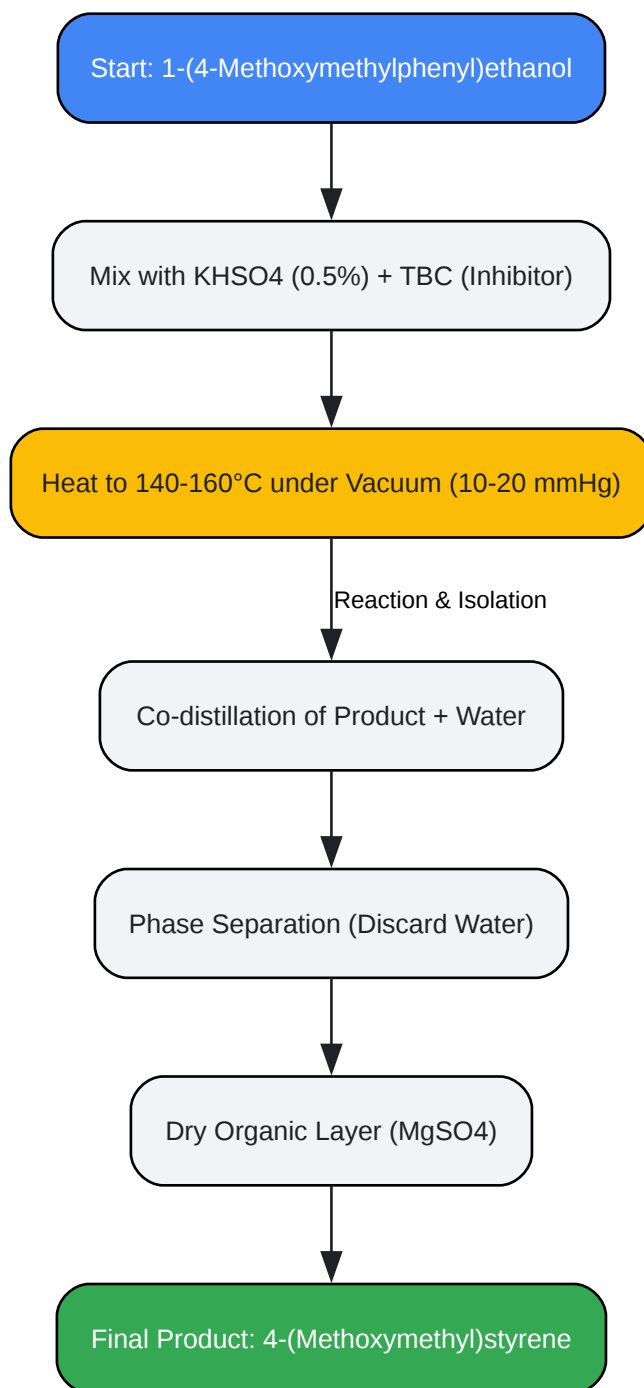 Start: 1-(4-Methoxymethylphenyl)ethanol
Mix with KHSO4 (0.5%) + TBC (Inhibitor)
Heat to 140-160°C under Vacuum (10-20 mmHg)
Reaction & Isolation
Co-distillation of Product + Water
Phase Separation (Discard Water)
Dry Organic Layer (MgSO4)
Final Product: 4-(Methoxymethyl)styrene